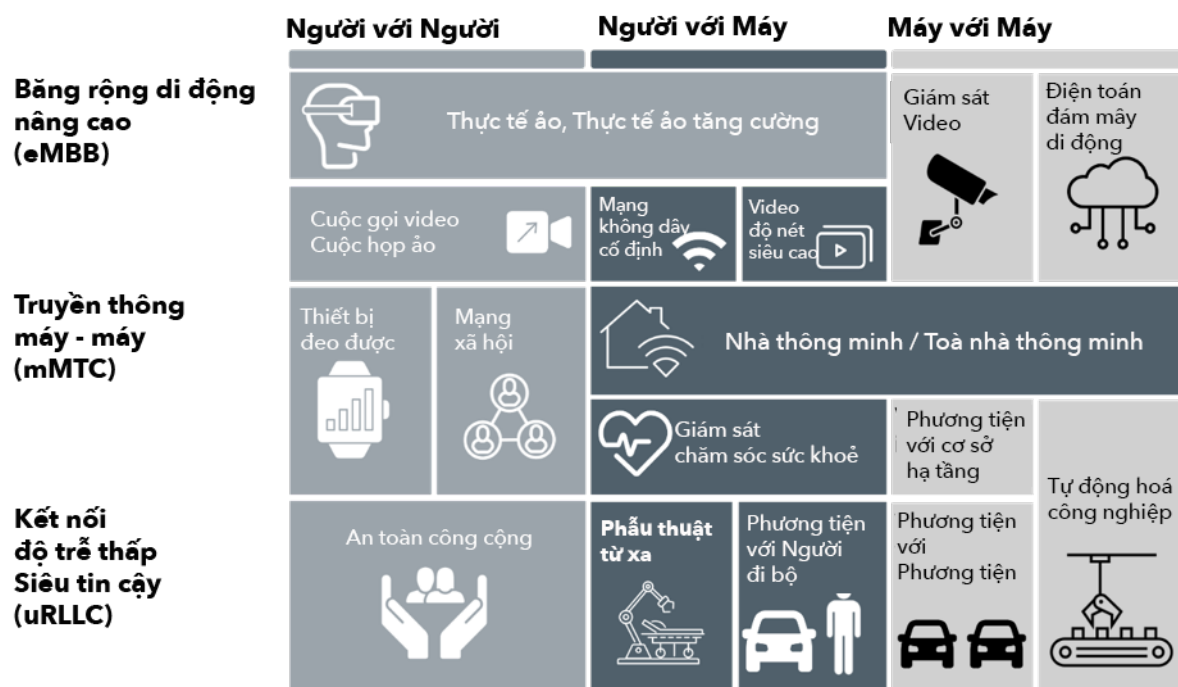 Người với Người
Người với Máy
Máy với Máy
Băng rộng di động
nâng cao
(eMBB)
Thực tế ảo, Thực tế ảo tăng cường
Giám sát
Video
Điện toán
đám mây
di động
Cuộc gọi video
Cuộc họp ảo
Mạng
không dây
cố định
Video
độ nét
siêu cao
Truyền thông
máy - máy
(mMTC)
Thiết bị
đeo được
Mạng
xã hội
Nhà thông minh / Toà nhà thông minh
Giám sát
chăm sóc sức khoẻ
Phương tiện
với cơ sở
hạ tầng
Tự động hoá
công nghiệp
Kết nối
độ trễ thấp
Siêu tin cậy
(uRLLC)
An toàn công cộng
Phẫu thuật
từ xa
Phương tiện
với Người
đi bộ
Phương tiện
với
Phương tiện